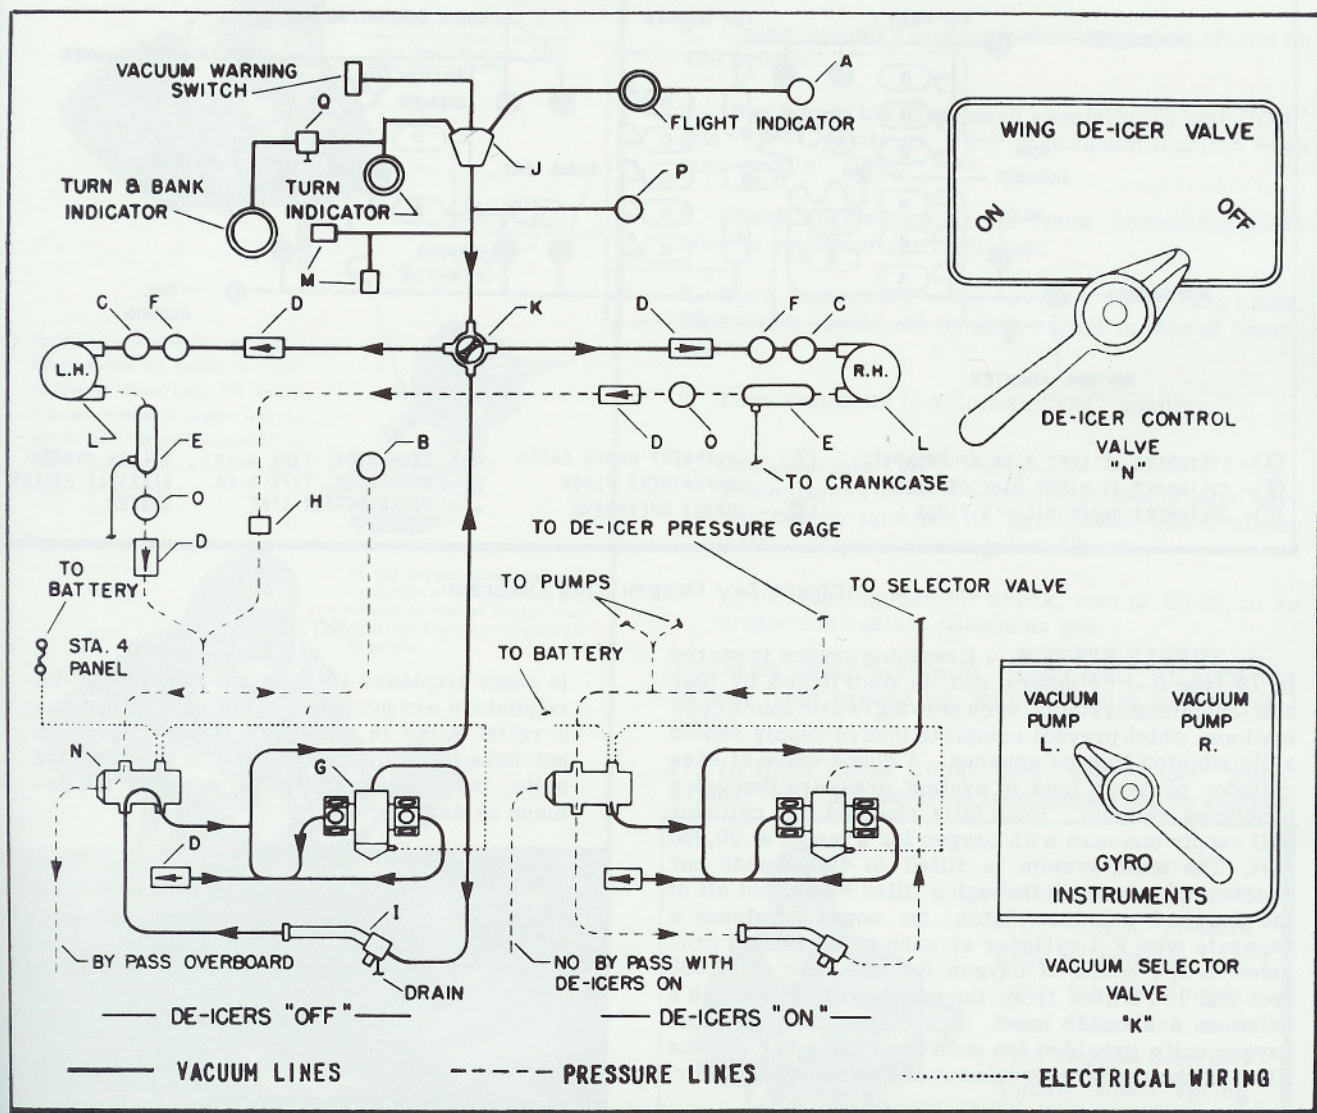 VACUUM WARNING
SWITCH
A
Q
FLIGHT INDICATOR
J
P
TURN & BANK
INDICATOR
TURN
INDICATOR
M
WING DE-ICER VALVE
ON
OFF
C
F
D
K
D
F
C
L.H.
R.H.
L
E
B
D
O
E
L
DE-ICER CONTROL
VALVE
"N"
O
H
TO CRANKCASE
D
TO DE-ICER PRESSURE GAGE
TO
BATTERY
TO PUMPS
TO SELECTOR VALVE
STA. 4
PANEL
TO BATTERY
N
G
VACUUM
PUMP
L.
VACUUM
PUMP
R.
D
GYRO
INSTRUMENTS
I
BY PASS OVERBOARD
DRAIN
NO BY PASS WITH
DE-ICERS ON
VACUUM SELECTOR
VALVE
"K"
DE-ICERS "OFF"
DE-ICERS "ON"
VACUUM LINES
PRESSURE LINES
ELECTRICAL WIRING